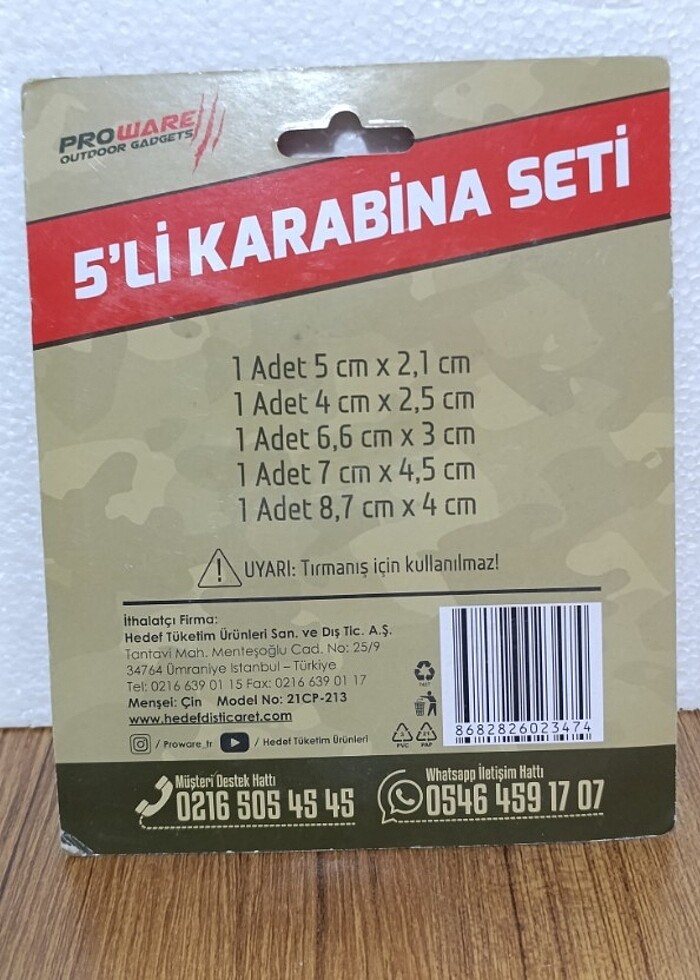 PROWARE
OUTDOOR GADGETS
5'Lİ KARABİNA SETİ
1 Adet 5 cm x 2,1 cm
1 Adet 4 cm x 2,5 cm
1 Adet 6,6 cm x 3 cm
1 Adet 7 cm x 4,5 cm
1 Adet 8,7 cm x 4 cm
UYARI: Tırmanış için kullanılmaz!
İthalatçı Firma:
Hedef Tüketim Ürünleri San. ve Dış Tic. A.Ş.
Tantavi Mah. Menteşoğlu Cad. No: 25/9
34764 Ümraniye Istanbul – Türkiye
Tel: 0216 639 01 15 Fax: 0216 639 01 17
Menşei: Çin Model No: 21CP-213
www.hedefdisticaret.com
/ Proware_tr / Hedef Tüketim Ürünleri
3 PVC
21 PAP
8682826023474
Müşteri Destek Hattı
0216 505 45 45
Whatsapp İletişim Hattı
0546 459 17 07